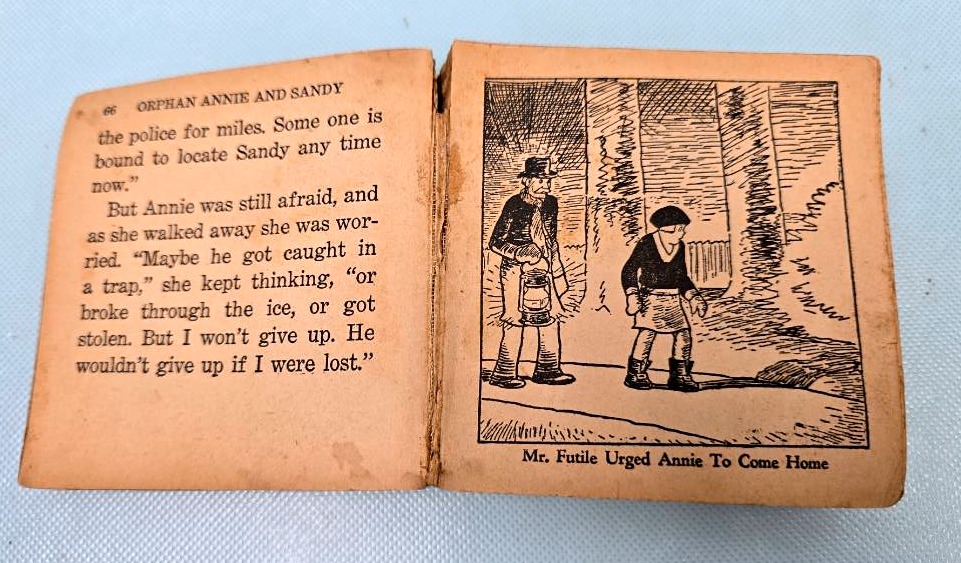 66 ORPHAN ANNIE AND SANDY
the police for miles. Some one is
bound to locate Sandy any time
now."
But Annie was still afraid, and
as she walked away she was wor-
ried. "Maybe he got caught in
a trap," she kept thinking, "or
broke through the ice, or got
stolen. But I won't give up. He
wouldn't give up if I were lost."
Mr. Futile Urged Annie To Come Home